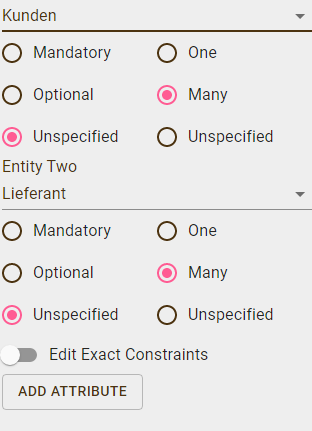 Kunden
Mandatory One
Optional Many
Unspecified Unspecified
Entity Two
Lieferant
Mandatory One
Optional Many
Unspecified Unspecified
Edit Exact Constraints
ADD ATTRIBUTE